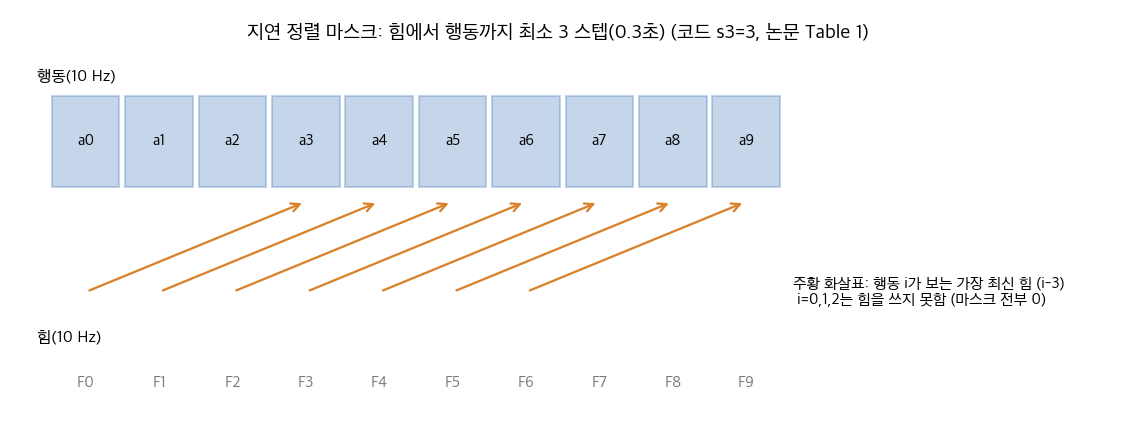 지연 정렬 마스크: 힘에서 행동까지 최소 3 스텝(0.3초) (코드 s3=3, 논문 Table 1)
행동(10 Hz)
a0 a1 a2 a3 a4 a5 a6 a7 a8 a9
주황 화살표: 행동 i가 보는 가장 최신 힘 (i-3)
i=0,1,2는 힘을 쓰지 못함 (마스크 전부 0)
힘(10 Hz)
F0 F1 F2 F3 F4 F5 F6 F7 F8 F9